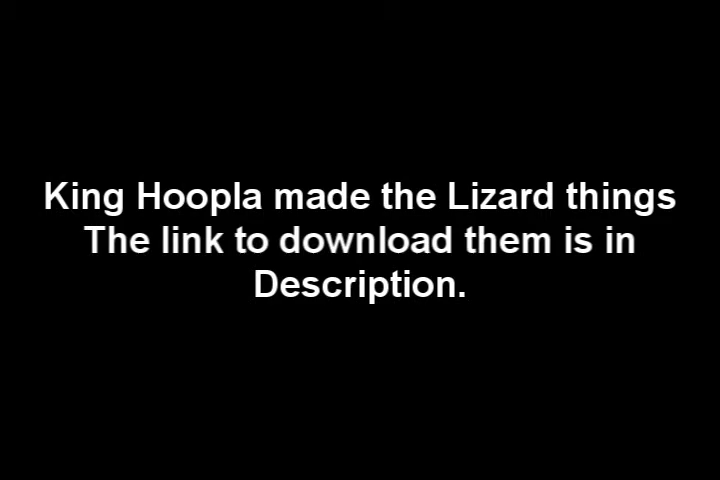 King Hoopla made the Lizard things
The link to download them is in
Description.